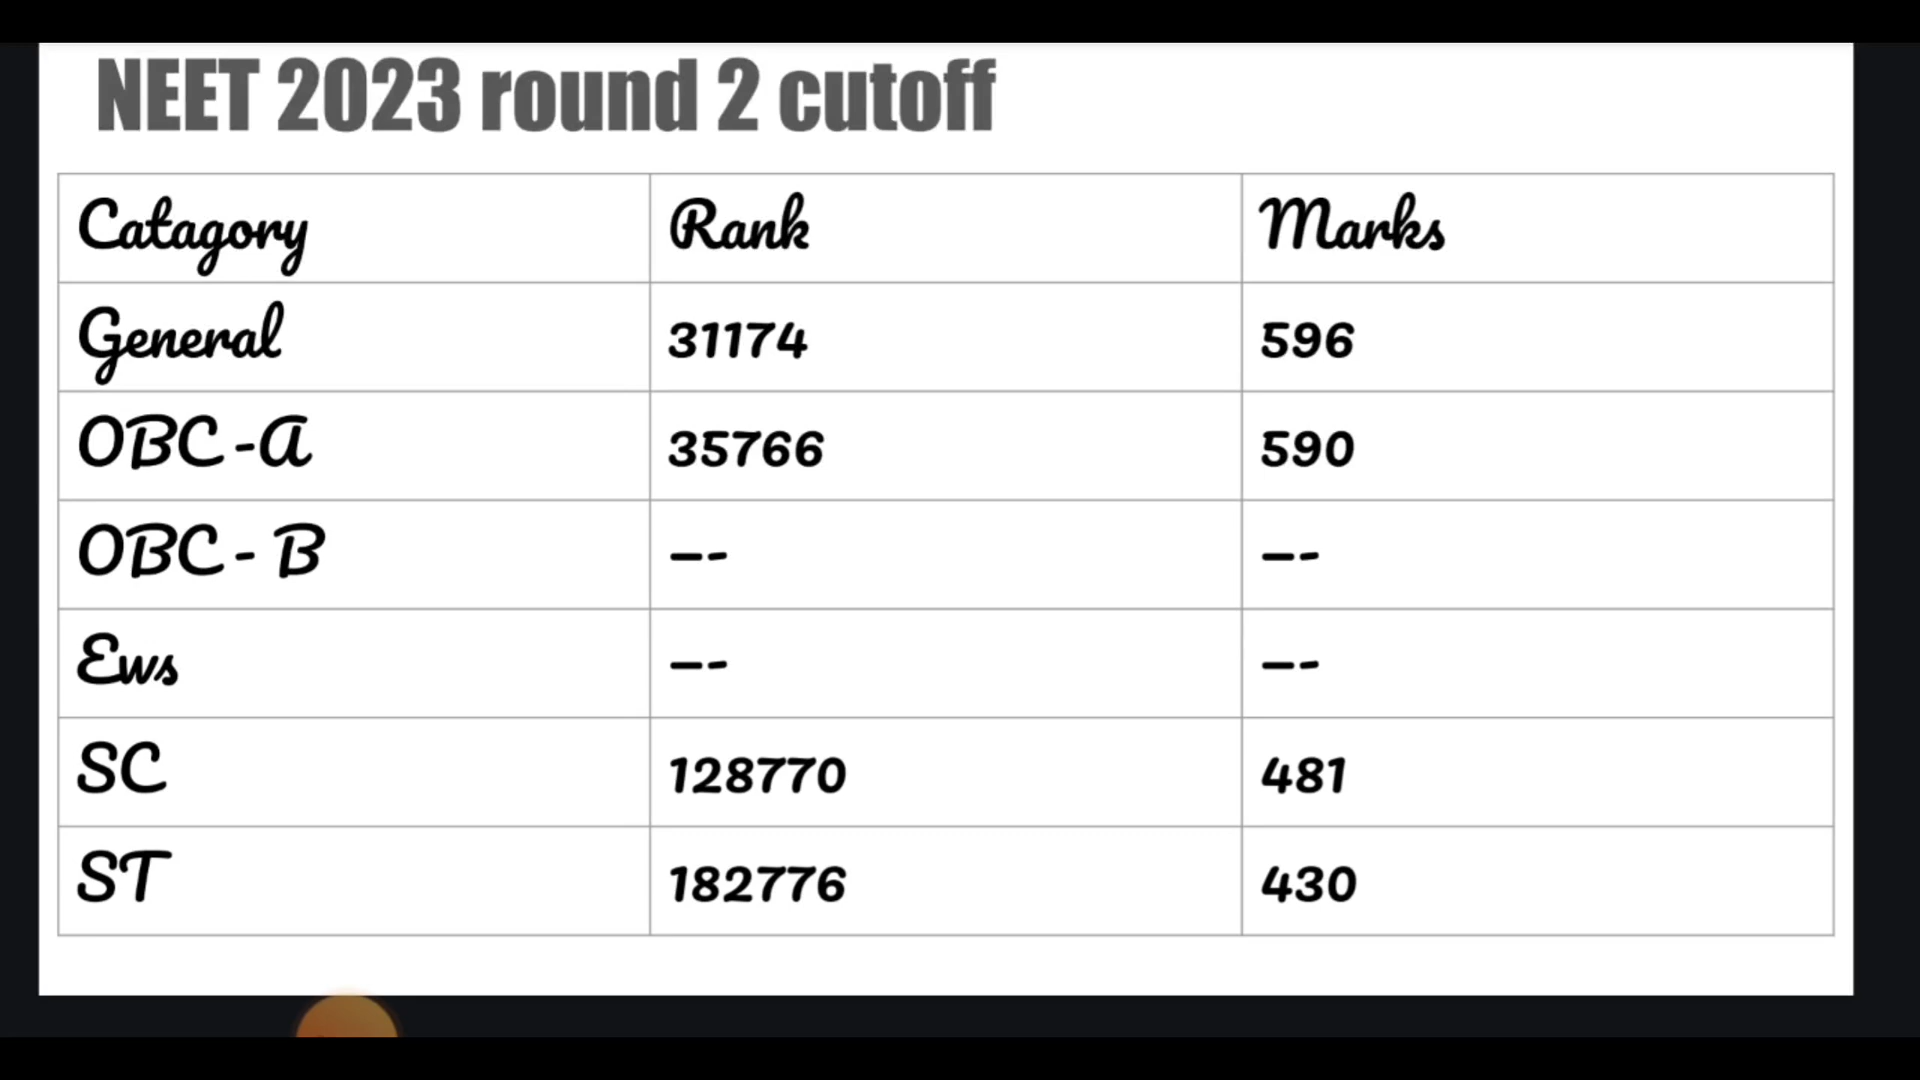 NEET 2023 round 2 cutoff
Catagory Rank Marks
General 31174 596
OBC-A 35766 590
OBC- B —- —-
Ews —- —-
SC 128770 481
ST 182776 430